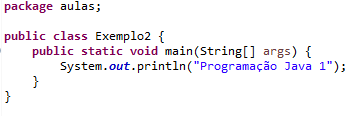 package aulas;
public class Exemplo2 {
    public static void main(String[] args) {
        System.out.println("Programação Java 1");
    }
}